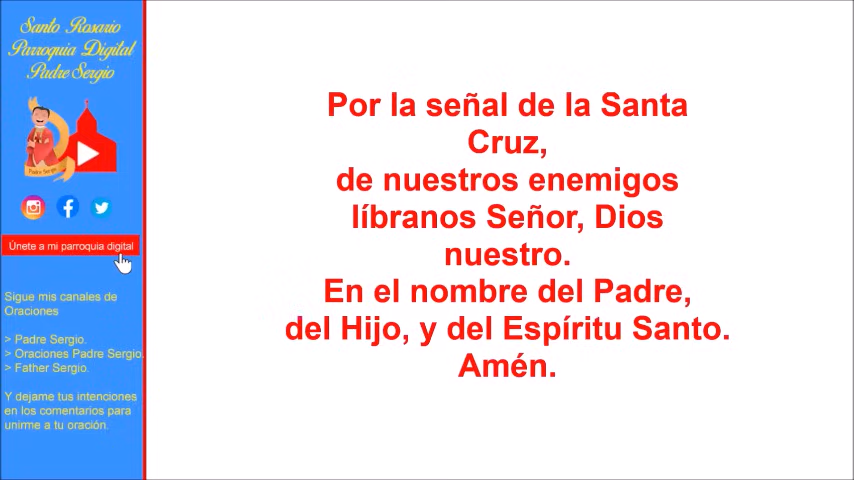 Santo Rosario
Parroquia Digital
Padre Sergio
Padre Sergio
Únete a mi parroquia digital
Sigue mis canales de
Oraciones
> Padre Sergio.
> Oraciones Padre Sergio.
> Father Sergio.
Y dejame tus intenciones
en los comentarios para
unirme a tu oración.
Por la señal de la Santa
Cruz,
de nuestros enemigos
líbranos Señor, Dios
nuestro.
En el nombre del Padre,
del Hijo, y del Espíritu Santo.
Amén.